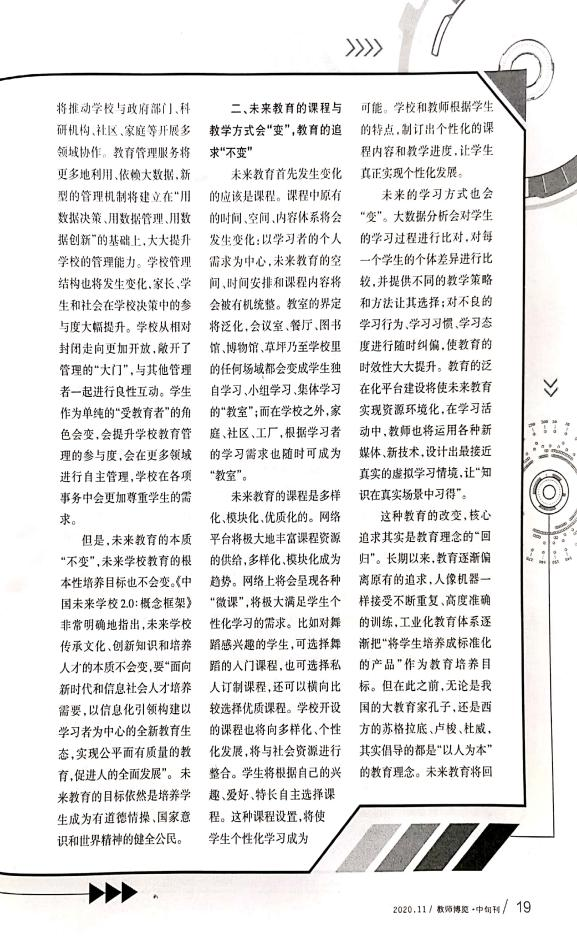 将推动学校与政府部门、科
研机构、社区、家庭等开展多
领域协作。教育管理服务将
更多地利用、依赖大数据,新
型的管理机制将建立在“用
数据决策、用数据管理、用数
据创新”的基础上,大大提升
学校的管理能力。学校管理
结构也将发生变化,家长、学
生和社会在学校决策中的参
与度大幅提升。学校从相对
封闭走向更加开放,敞开了
管理的“大门”,与其他管理
者一起进行良性互动。学生
作为单纯的“受教育者”的角
色会变,会提升学校教育管
理的参与度,会在更多领域
进行自主管理,学校在各项
事务中会更加尊重学生的需
求。
但是,未来教育的本质
“不变”,未来学校教育的根
本性培养目标也不会变。《中
国未来学校2.0:概念框架》
非常明确地指出,未来学校
传承文化、创新知识和培养
人才的本质不会变,要“面向
新时代和信息社会人才培养
需要,以信息化引领构建以
学习者为中心的全新教育生
态,实现公平而有质量的教
育,促进人的全面发展”。未
来教育的目标依然是培养学
生成为有道德情操、国家意
识和世界精神的健全公民。
二、未来教育的课程与
教学方式会“变”,教育的追
求“不变”
未来教育首先发生变化
的应该是课程。课程中原有
的时间、空间、内容体系将会
发生变化:以学习者的个人
需求为中心,未来教育的空
间、时间安排和课程内容将
会被有机统整。教室的界定
将泛化,会议室、餐厅、图书
馆、博物馆、草坪乃至学校里
的任何场域都会变成学生独
自学习、小组学习、集体学习
的“教室”;而在学校之外,家
庭、社区、工厂,根据学习者
的学习需求也随时可成为
“教室”。
未来教育的课程是多样
化、模块化、优质化的。网络
平台将极大地丰富课程资源
的供给,多样化、模块化成为
趋势。网络上将会呈现各种
“微课”,将极大满足学生个
性化学习的需求。比如对舞
蹈感兴趣的学生,可选择舞
蹈的入门课程,也可选择私
人订制课程,还可以横向比
较选择优质课程。学校开设
的课程也将向多样化、个性
化发展,将与社会资源进行
整合。学生将根据自己的兴
趣、爱好、特长自主选择课
程。这种课程设置,将使
学生个性化学习成为
可能。学校和教师根据学生
的特点,制订出个性化的课
程内容和教学进度,让学生
真正实现个性化发展。
未来的学习方式也会
“变”。大数据分析会对学生
的学习过程进行比对,对每
一个学生的个体差异进行比
较,并提供不同的教学策略
和方法让其选择;对不良的
学习行为、学习习惯、学习态
度进行随时纠偏,使教育的
时效性大大提升。教育的泛
在化平台建设将使未来教育
实现资源环境化,在学习活
动中,教师也将运用各种新
媒体、新技术,设计出最接近
真实的虚拟学习情境,让“知
识在真实场景中习得”。
这种教育的改变,核心
追求其实是教育理念的“回
归”。长期以来,教育逐渐偏
离原有的追求,人像机器一
样接受不断重复、高度准确
的训练,工业化教育体系逐
渐把“将学生培养成标准化
的产品”作为教育培养目
标。但在此之前,无论是我
国的大教育家孔子,还是西
方的苏格拉底、卢梭、杜威,
其实倡导的都是“以人为本”
的教育理念。未来教育将回
2020.11/教师博览·中旬刊/ 19